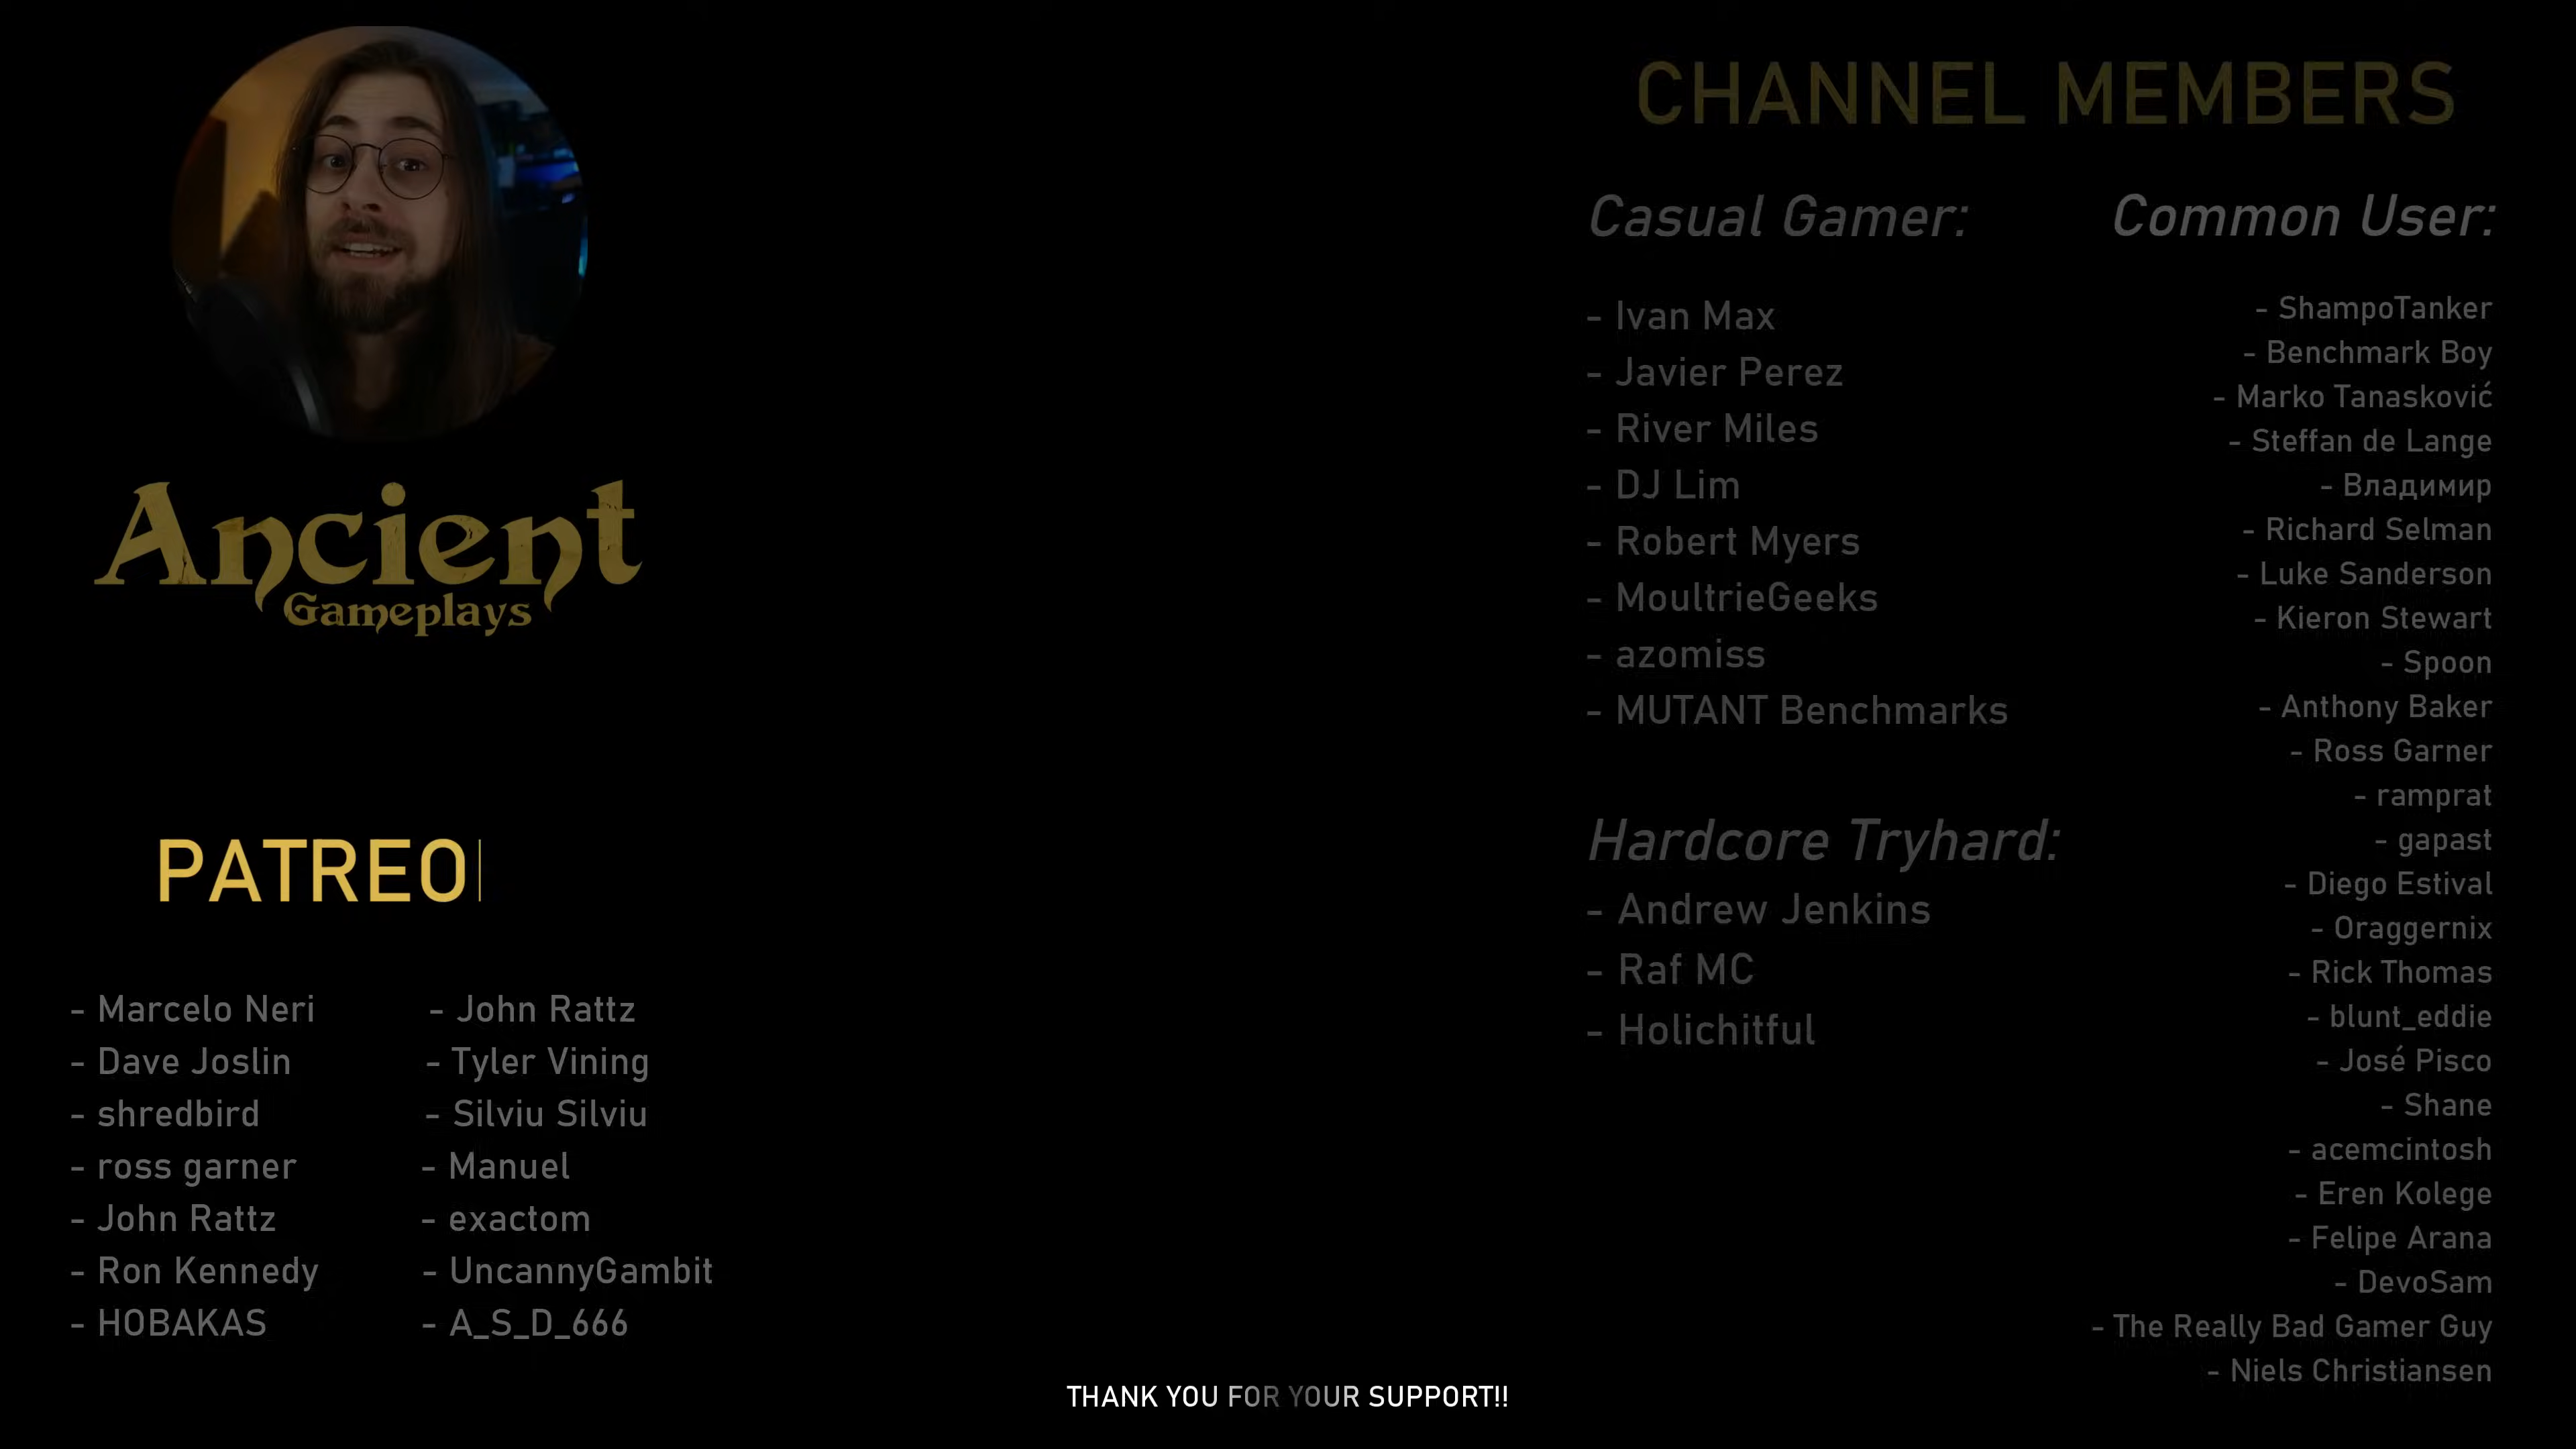 Ancient
Gameplays
PATREO
- Marcelo Neri
- Dave Joslin
- shredbird
- ross garner
- John Rattz
- Ron Kennedy
- HOBAKAS
- John Rattz
- Tyler Vining
- Silviu Silviu
- Manuel
- exactom
- UncannyGambit
- A_S_D_666
CHANNEL MEMBERS
Casual Gamer:
- Ivan Max
- Javier Perez
- River Miles
- DJ Lim
- Robert Myers
- MoultrieGeeks
- azomiss
- MUTANT Benchmarks
Hardcore Tryhard:
- Andrew Jenkins
- Raf MC
- Holichitful
Common User:
- ShampoTanker
- Benchmark Boy
- Marko Tanasković
- Steffan de Lange
- Владимир
- Richard Selman
- Luke Sanderson
- Kieron Stewart
- Spoon
- Anthony Baker
- Ross Garner
- ramprat
- gapast
- Diego Estival
- Oraggernix
- Rick Thomas
- blunt_eddie
- José Pisco
- Shane
- acemcintosh
- Eren Kolege
- Felipe Arana
- DevoSam
- The Really Bad Gamer Guy
- Niels Christiansen
THANK YOU FOR YOUR SUPPORT!!